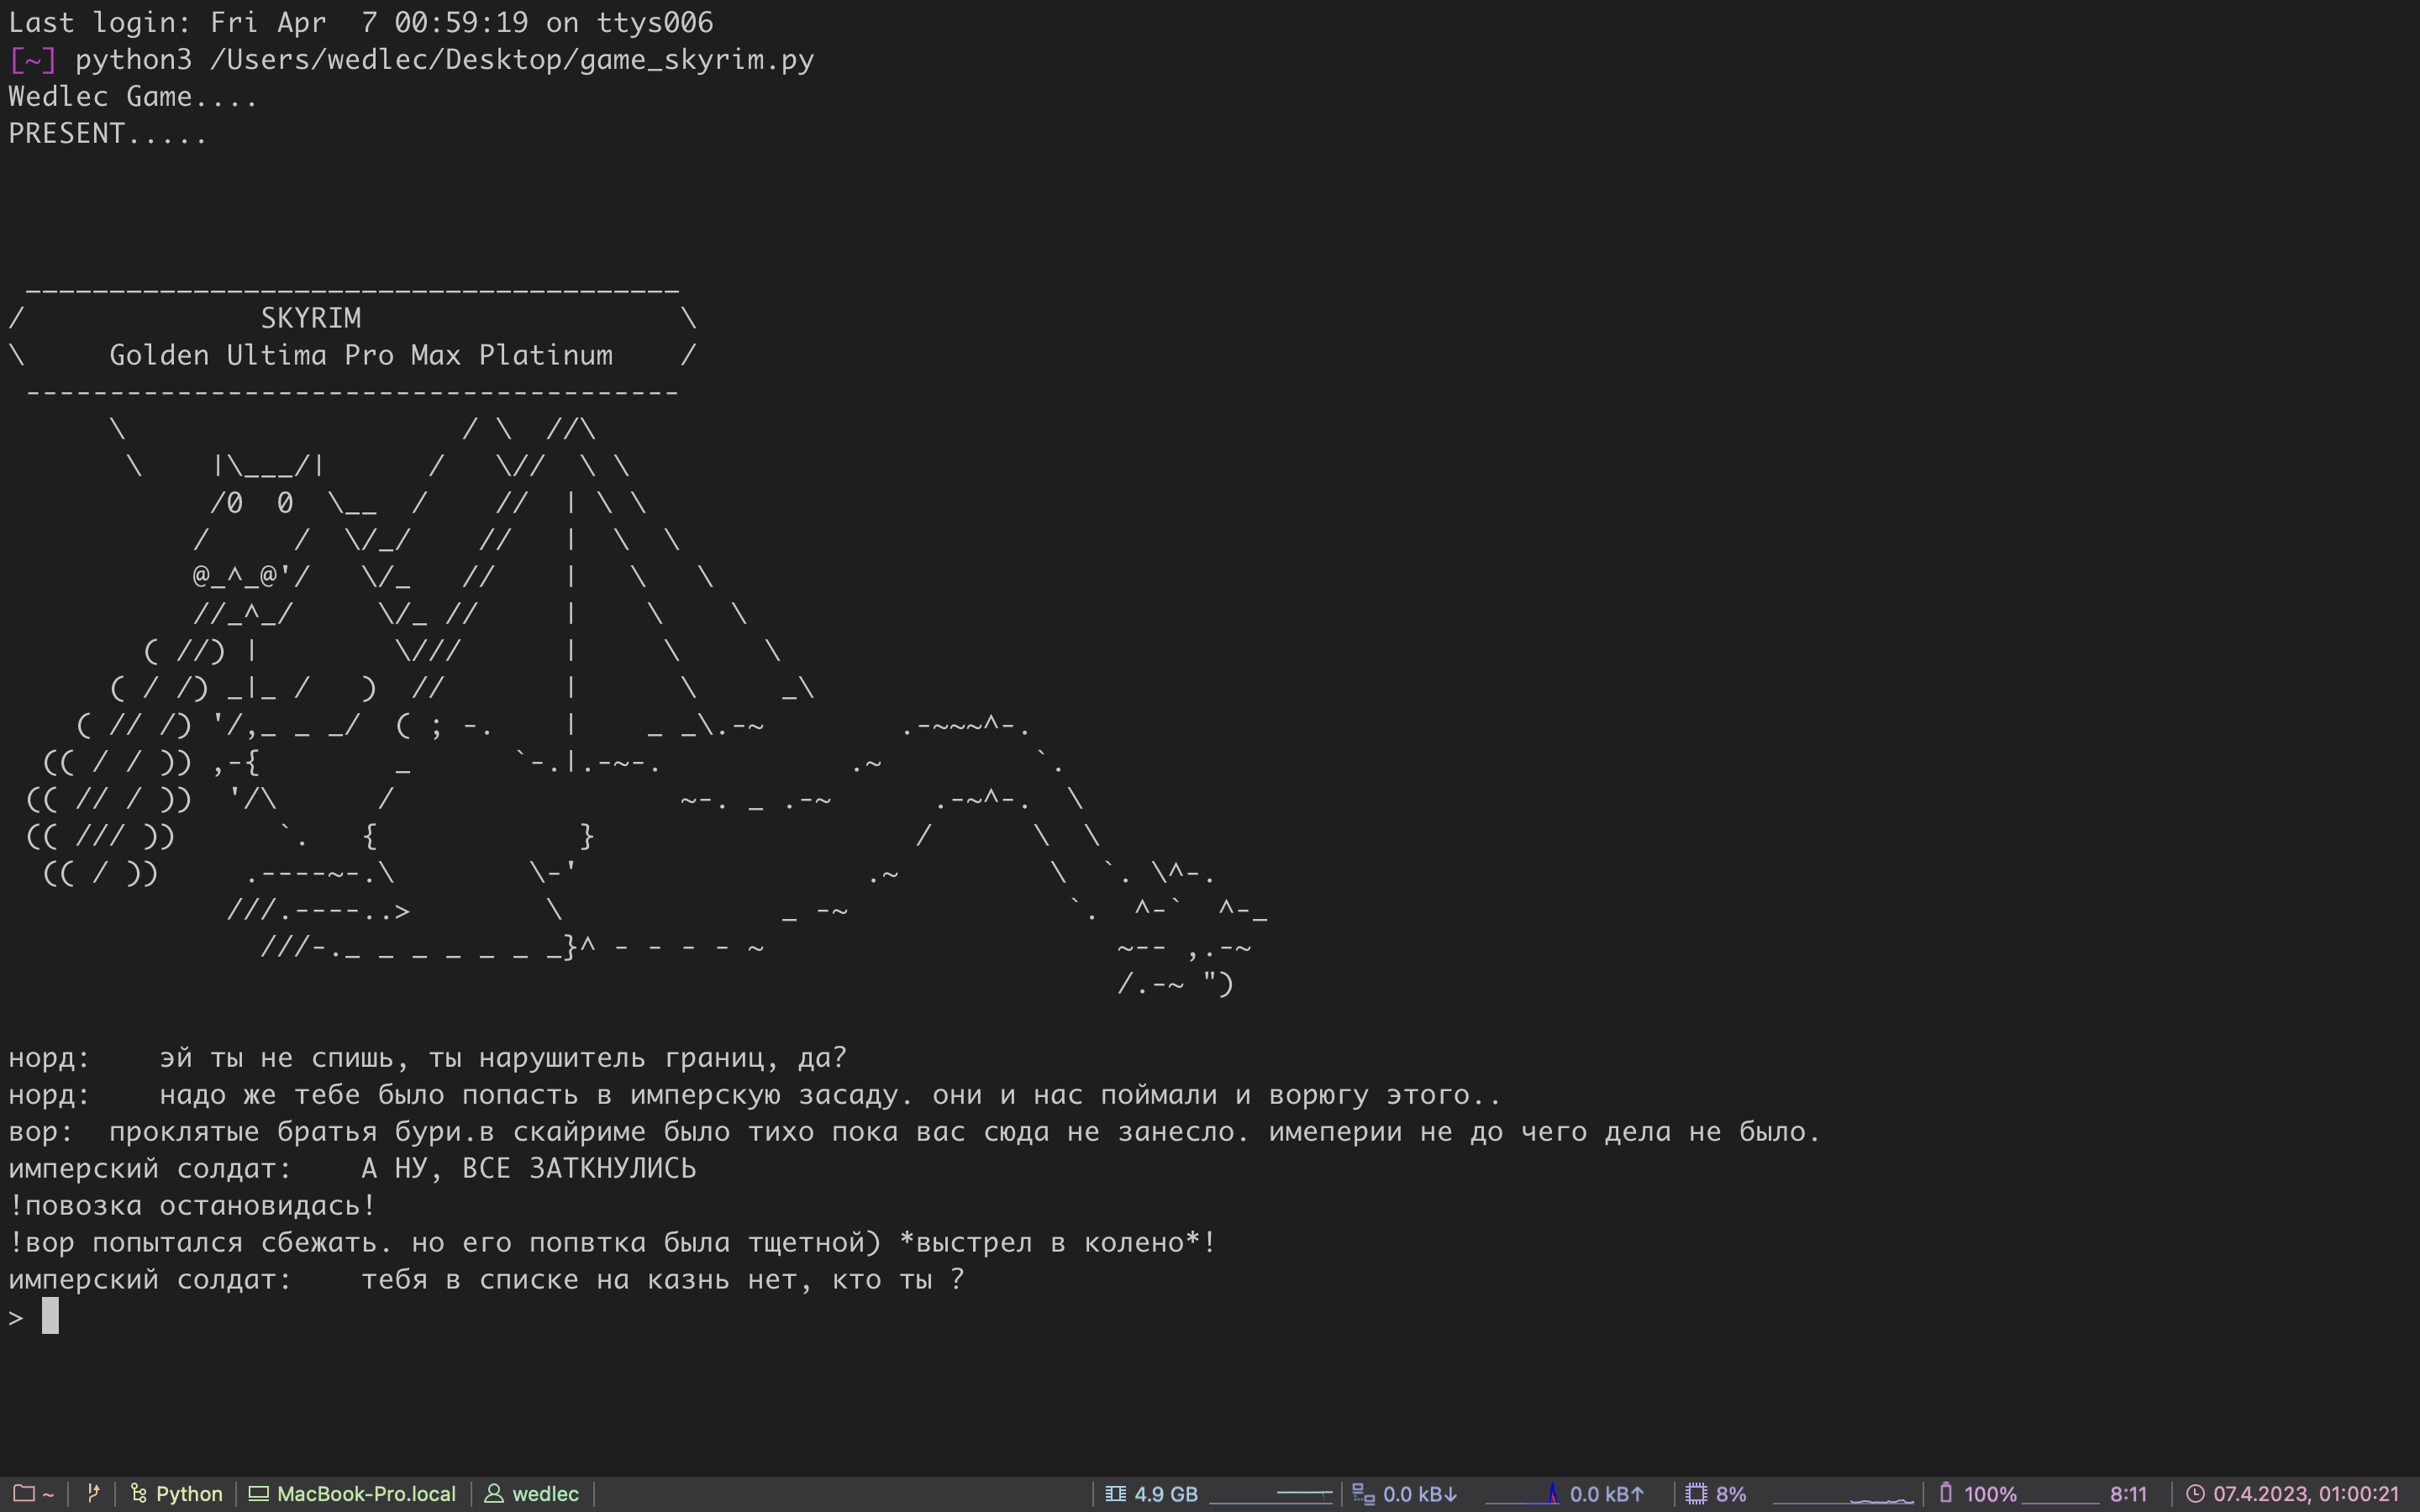 Last login: Fri Apr  7 00:59:19 on ttys006
[~] python3 /Users/wedlec/Desktop/game_skyrim.py
Wedlec Game....
PRESENT.....
 _______________________________________
/              SKYRIM                   \
\     Golden Ultima Pro Max Platinum    /
 ---------------------------------------
      \                    / \  //\
       \    |\___/|      /   \//  \ \
            /0  0  \__  /    //  | \ \
           /     /  \/_/    //   |  \  \
           @_^_@'/   \/_   //    |   \   \
           //_^_/     \/_ //     |    \    \
        ( //) |        \///      |     \     \
      ( / /) _|_ /   )  //       |      \     _\
    ( // /) '/,_ _ _/  ( ; -.    |    _ _\.-~        .-~~~^-.
  (( / / )) ,-{        _      `-.|.-~-.           .~         `.
 (( // / ))  '/\      /                 ~-. _ .-~      .-~^-.  \
 (( /// ))      `.   {            }                   /      \  \
  (( / ))     .----~-.\        \-'                 .~         \  `. \^-.
             ///.----..>        \             _ -~             `.  ^-`  ^-_
               ///-._ _ _ _ _ _ _}^ - - - - ~                     ~-- ,.-~
                                                                  /.-~ ")
норд:    эй ты не спишь, ты нарушитель границ, да?
норд:    надо же тебе было попасть в имперскую засаду. они и нас поймали и ворюгу этого..
вор:  проклятые братья бури.в скайриме было тихо пока вас сюда не занесло. имеперии не до чего дела не было.
имперский солдат:    А НУ, ВСЕ ЗАТКНУЛИСЬ
!повозка остановидась!
!вор попытался сбежать. но его попвтка была тщетной) *выстрел в колено*!
имперский солдат:    тебя в списке на казнь нет, кто ты ?
>
~ Python MacBook-Pro.local wedlec 4.9 GB 0.0 kB↓ 0.0 kB↑ 8% 100% 8:11 07.4.2023, 01:00:21